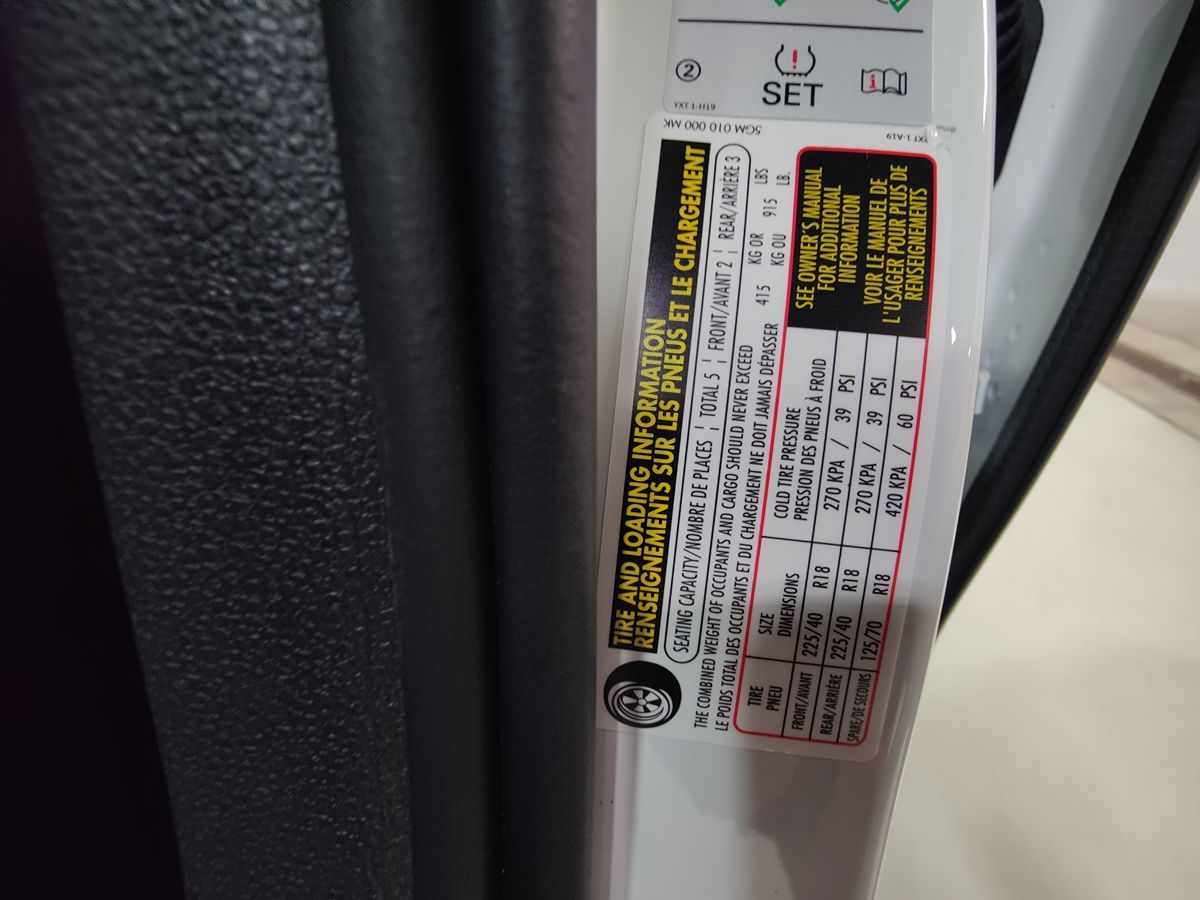 ②
SET
YXT 1-H19
5GM 010 000 MK
YXT 1-A19
TIRE AND LOADING INFORMATION
RENSEIGNEMENTS SUR LES PNEUS ET LE CHARGEMENT
SEATING CAPACITY/NOMBRE DE PLACES ¦ TOTAL 5 ¦ FRONT/AVANT 2 ¦ REAR/ARRIÈRE 3
THE COMBINED WEIGHT OF OCCUPANTS AND CARGO SHOULD NEVER EXCEED KG OR LBS
LE POIDS TOTAL DES OCCUPANTS ET DU CHARGEMENT NE DOIT JAMAIS DÉPASSER 415 KG OU 915 LB.
TIRE SIZE COLD TIRE PRESSURE
PNEU DIMENSIONS PRESSION DES PNEUS À FROID
FRONT/AVANT 225/40 R18 270 KPA / 39 PSI
REAR/ARRIÈRE 225/40 R18 270 KPA / 39 PSI
SPARE/DE SECOURS 125/70 R18 420 KPA / 60 PSI
SEE OWNER'S MANUAL
FOR ADDITIONAL
INFORMATION
VOIR LE MANUEL DE
L'USAGER POUR PLUS DE
RENSEIGNEMENTS